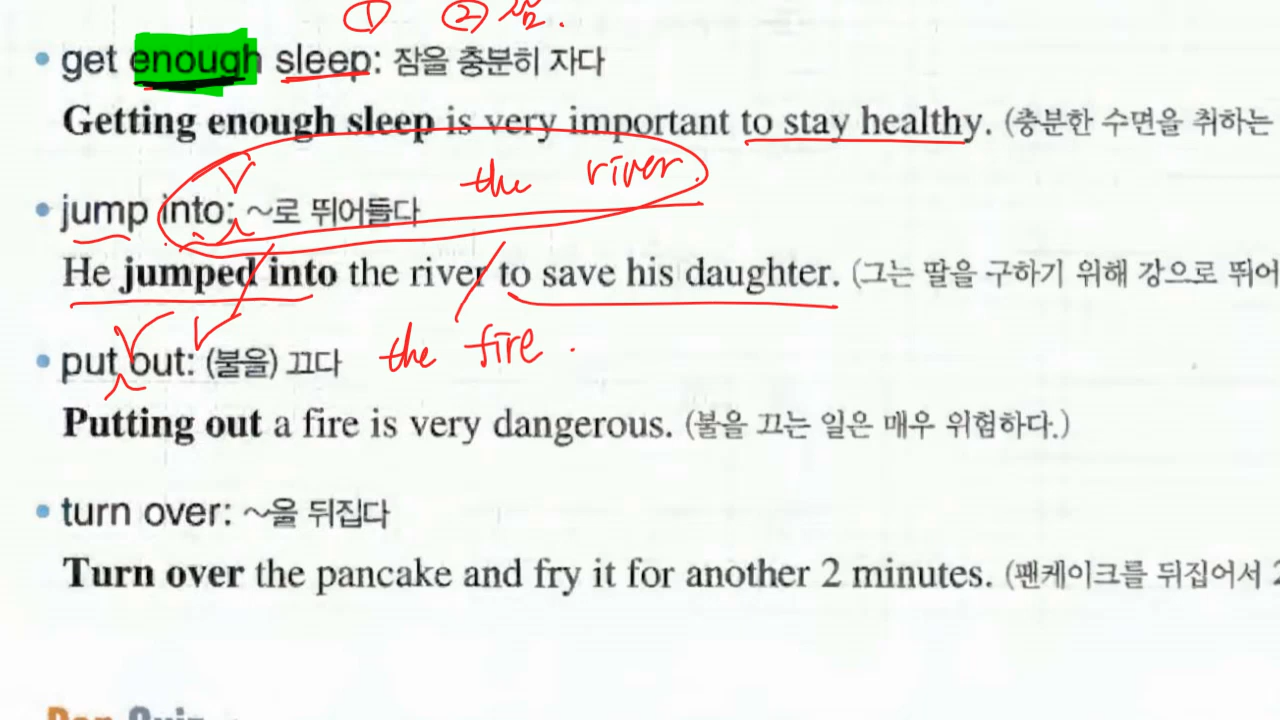 ① ②
• get enough sleep: 잠을 충분히 자다
Getting enough sleep is very important to stay healthy. (충분한 수면을 취하는
the river.
• jump into: ~로 뛰어들다
He jumped into the river to save his daughter. (그는 딸을 구하기 위해 강으로 뛰어
• put out: (불을) 끄다 the fire.
Putting out a fire is very dangerous. (불을 끄는 일은 매우 위험하다.)
• turn over: ~을 뒤집다
Turn over the pancake and fry it for another 2 minutes. (팬케이크를 뒤집어서 2
Pop Quiz